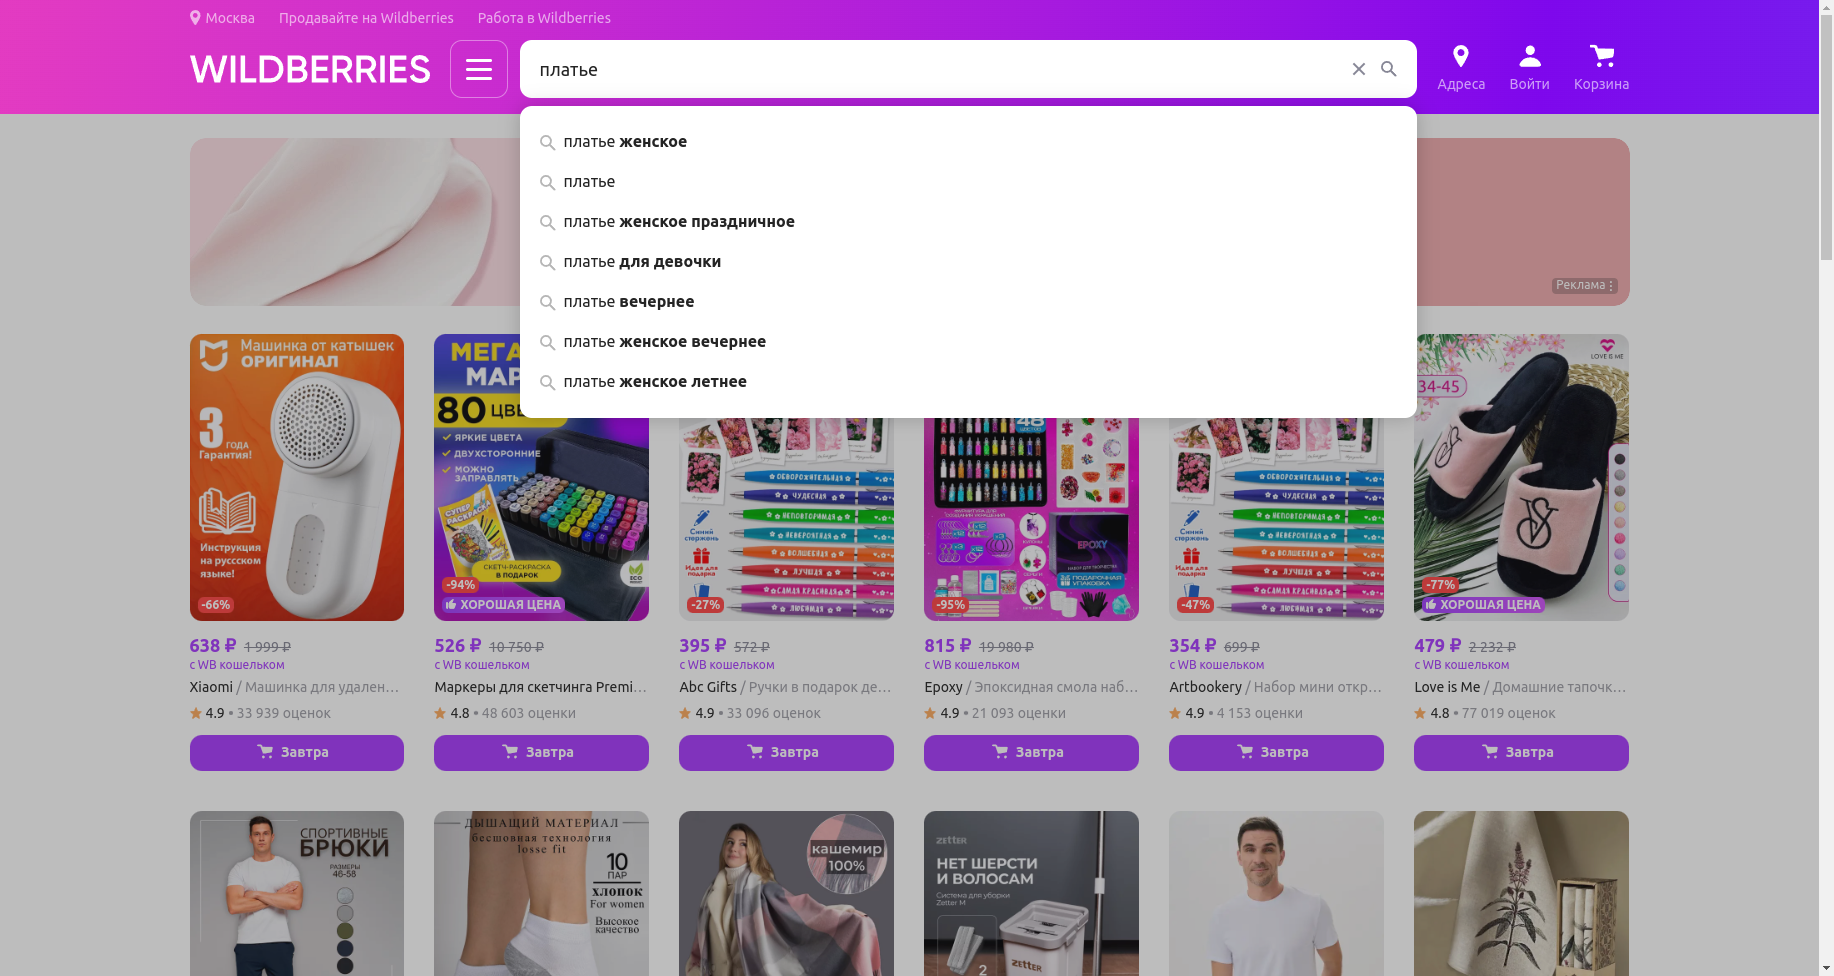 Москва Продавайте на Wildberries Работа в Wildberries
WILDBERRIES
платье
Адреса Войти Корзина
платье женское
платье
платье женское праздничное
платье для девочки
платье вечернее
платье женское вечернее
платье женское летнее
Реклама
Машинка от катышек
ОРИГИНАЛ
3 ГОДА
Гарантия!
Инструкция
на русском
языке!
-66%
638 ₽ 1 999 ₽
с WB кошельком
Xiaomi / Машинка для удален...
4.9 • 33 939 оценок
Завтра
МЕГА
МАР
80 ЦВЕ
ЯРКИЕ ЦВЕТА
ДВУХСТОРОННИЕ
МОЖНО
ЗАПРАВЛЯТЬ
СУПЕР
РАСКРАСКА
СКЕТЧ-РАСКРАСКА
В ПОДАРОК
ECO
-94%
ХОРОШАЯ ЦЕНА
526 ₽ 10 750 ₽
с WB кошельком
Маркеры для скетчинга Premi...
4.8 • 48 603 оценки
Завтра
ОБВОРОЖИТЕЛЬНАЯ
ЧУДЕСНАЯ
НЕПОВТОРИМАЯ
НЕВЕРОЯТНАЯ
ВОЛШЕБНАЯ
ЛУЧШАЯ
САМАЯ КРАСИВАЯ
ЛЮБИМАЯ
Синий
стержень
Идея для
подарка
-27%
395 ₽ 572 ₽
с WB кошельком
Abc Gifts / Ручки в подарок де...
4.9 • 33 096 оценок
Завтра
48
ЦВЕТОВ
EPOXY
ПОДАРОЧНАЯ
УПАКОВКА
-95%
815 ₽ 19 980 ₽
с WB кошельком
Epoxy / Эпоксидная смола наб...
4.9 • 21 093 оценки
Завтра
ОБВОРОЖИТЕЛЬНАЯ
ЧУДЕСНАЯ
НЕПОВТОРИМАЯ
НЕВЕРОЯТНАЯ
ВОЛШЕБНАЯ
ЛУЧШАЯ
САМАЯ КРАСИВАЯ
ЛЮБИМАЯ
Синий
стержень
Идея для
подарка
-47%
354 ₽ 699 ₽
с WB кошельком
Artbookery / Набор мини откр...
4.9 • 4 153 оценки
Завтра
LOVE IS ME
34-45
-77%
ХОРОШАЯ ЦЕНА
479 ₽ 2 232 ₽
с WB кошельком
Love is Me / Домашние тапочк...
4.8 • 77 019 оценок
Завтра
СПОРТИВНЫЕ
БРЮКИ
РАЗМЕРЫ
46-58
ДЫШАЩИЙ МАТЕРИАЛ
бесшовная технология
losse fit
10
ПАР
ХЛОПОК
For women
Высокое
качество
кашемир
100%
ZETTER
НЕТ ШЕРСТИ
И ВОЛОСАМ
Система для уборки
Zetter M
2
ZETTER